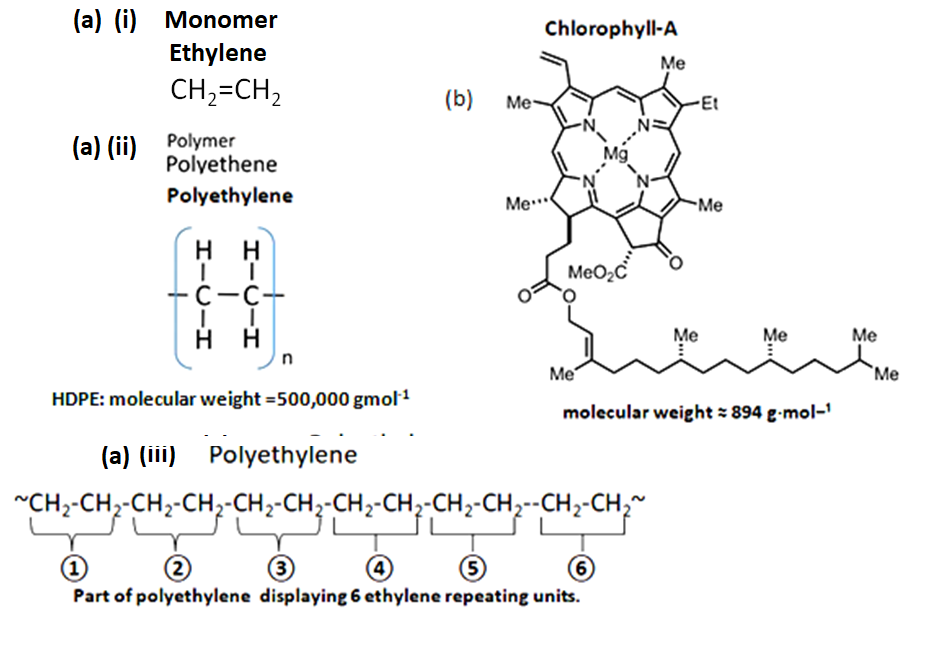 (a) (i) Monomer
Ethylene
CH₂=CH₂
(a) (ii) Polymer
Polyethene
Polyethylene
H H
C – C
H H
n
HDPE: molecular weight =500,000 gmol⁻¹
Chlorophyll-A
(b)
Me
Me
Et
N N
Mg
N N
Me
Me
MeO₂C
O
O
O
Me Me Me
Me
Me
molecular weight ≈ 894 g·mol–¹
(a) (iii) Polyethylene
~CH₂-CH₂-CH₂-CH₂-CH₂-CH₂-CH₂-CH₂-CH₂-CH₂--CH₂-CH₂~
① ② ③ ④ ⑤ ⑥
Part of polyethylene displaying 6 ethylene repeating units.